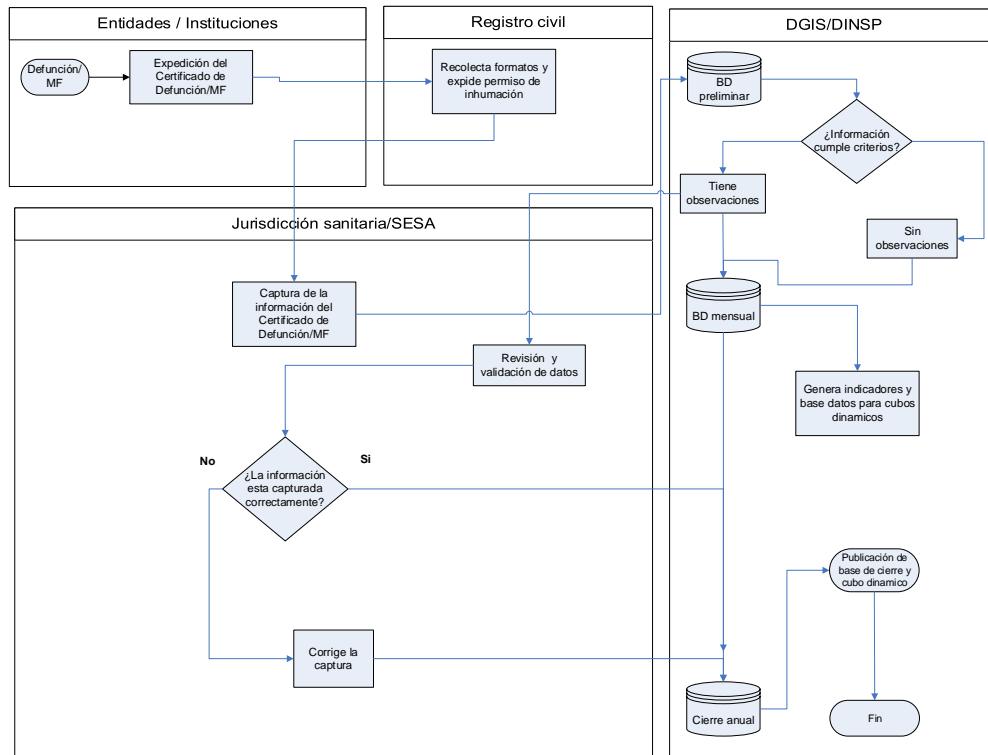 Entidades / Instituciones
Defunción/
MF
Expedición del
Certificado de
Defunción/MF
Registro civil
Recolecta formatos y
expide permiso de
inhumación
DGIS/DINSP
BD
preliminar
¿Información
cumple criterios?
Tiene
observaciones
Sin
observaciones
BD mensual
Genera indicadores y
base datos para cubos
dinamicos
Jurisdicción sanitaria/SESA
Captura de la
información del
Certificado de
Defunción/MF
Revisión y
validación de datos
No
Si
¿La información
esta capturada
correctamente?
Corrige la
captura
Publicación de
base de cierre y
cubo dinamico
Cierre anual
Fin